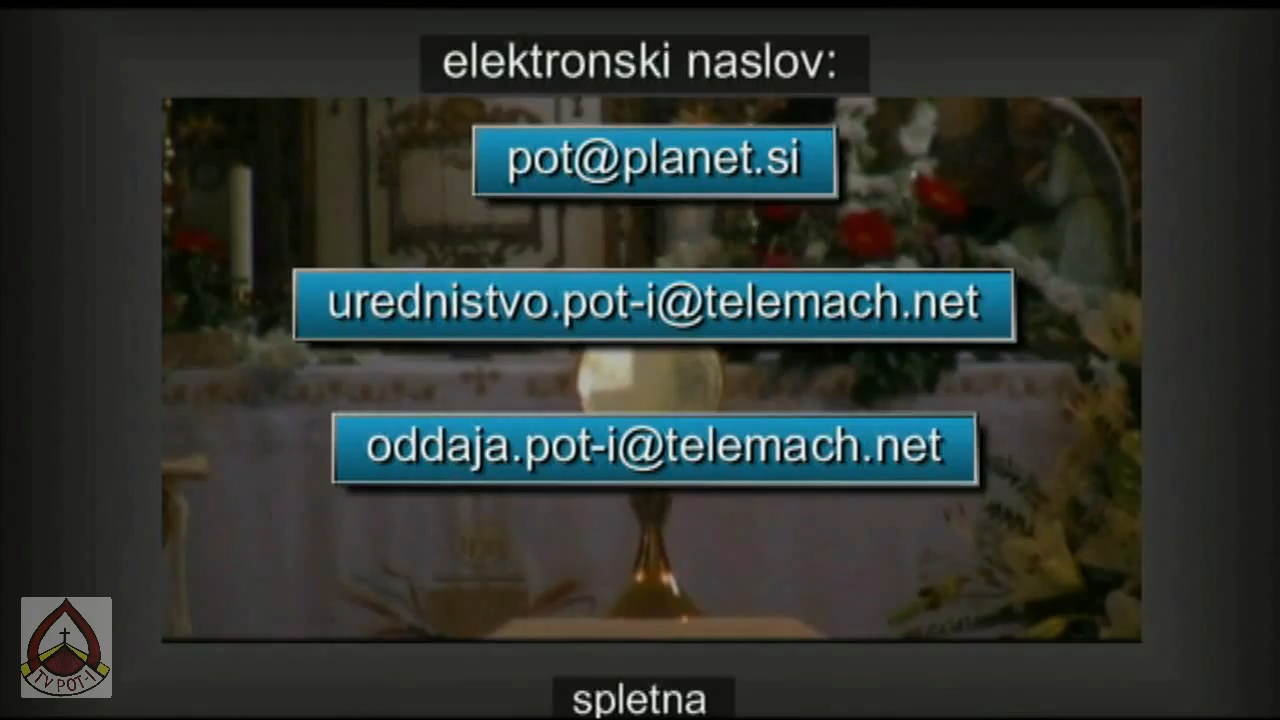 elektronski naslov:
pot@planet.si
urednistvo.pot-i@telemach.net
oddaja.pot-i@telemach.net
TV POT-I
spletna